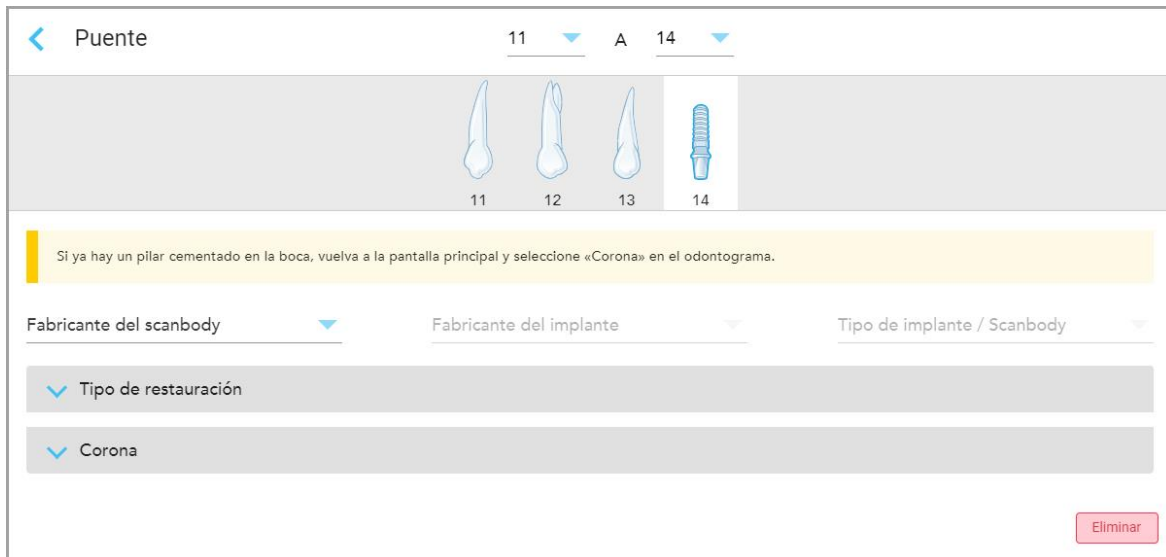 Puente 11 A 14
11 12 13 14
Si ya hay un pilar cementado en la boca, vuelva a la pantalla principal y seleccione «Corona» en el odontograma.
Fabricante del scanbody Fabricante del implante Tipo de implante / Scanbody
Tipo de restauración
Corona
Eliminar